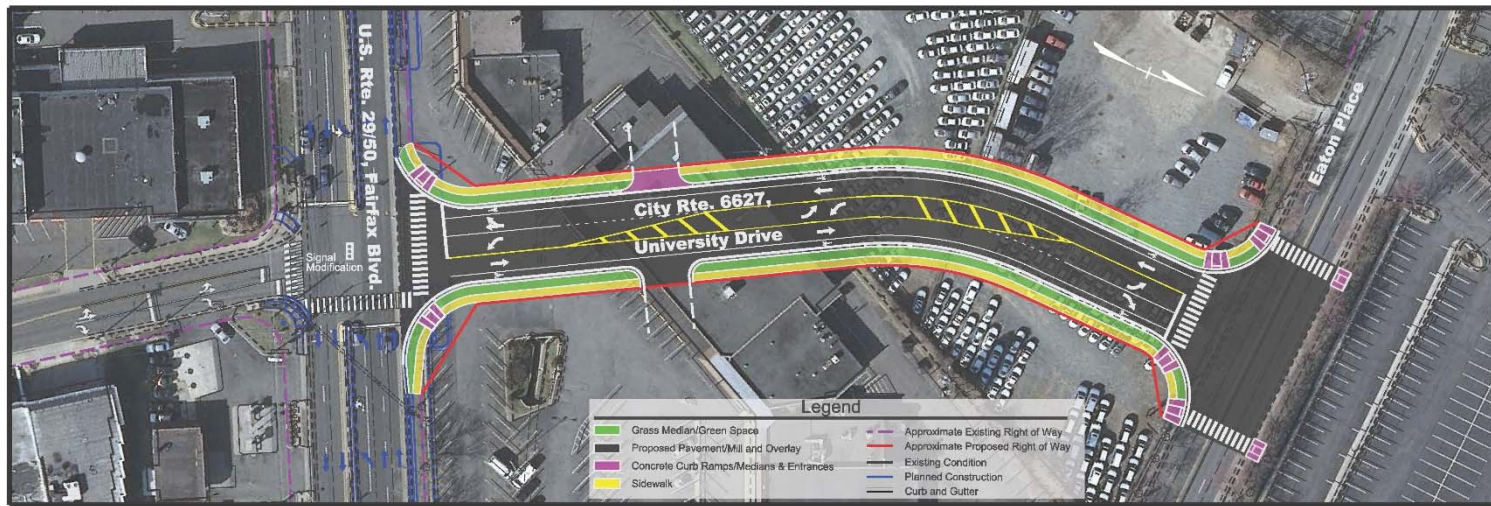 U.S. Rte. 29/50, Fairfax Blvd.
Signal
Modification
City Rte. 6627,
University Drive
Eaton Place
Legend
Grass Median/Green Space
Proposed Pavement/Mill and Overlay
Concrete Curb Ramps/Medians & Entrances
Sidewalk
Approximate Existing Right of Way
Approximate Proposed Right of Way
Existing Condition
Planned Construction
Curb and Gutter